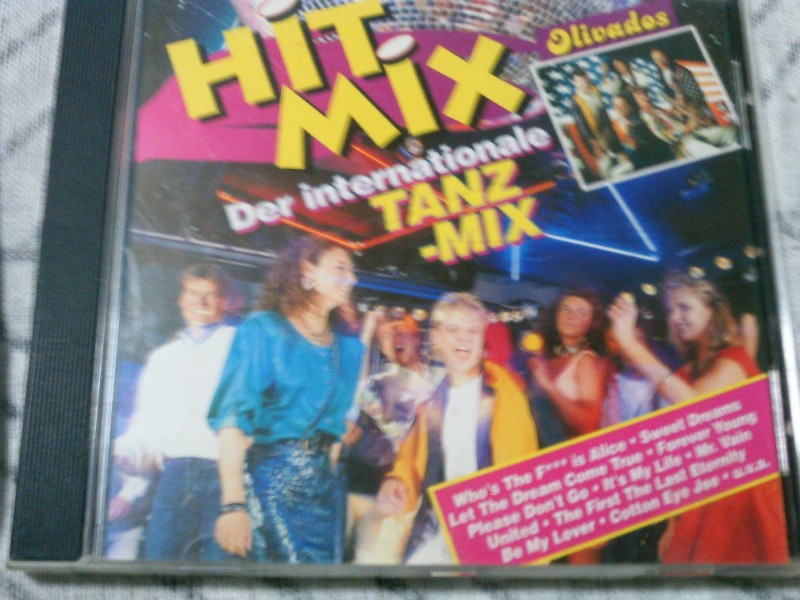 HIT
MIX
Olivados
Der internationale
TANZ
-MIX
Who's The F*** is Alice • Sweet Dreams
Let The Dream Come True • Forever Young
Please Don't Go • It's My Life • Mr. Vain
United • The First The Last Eternity
Be My Lover • Cotton Eye Joe • u.v.a.